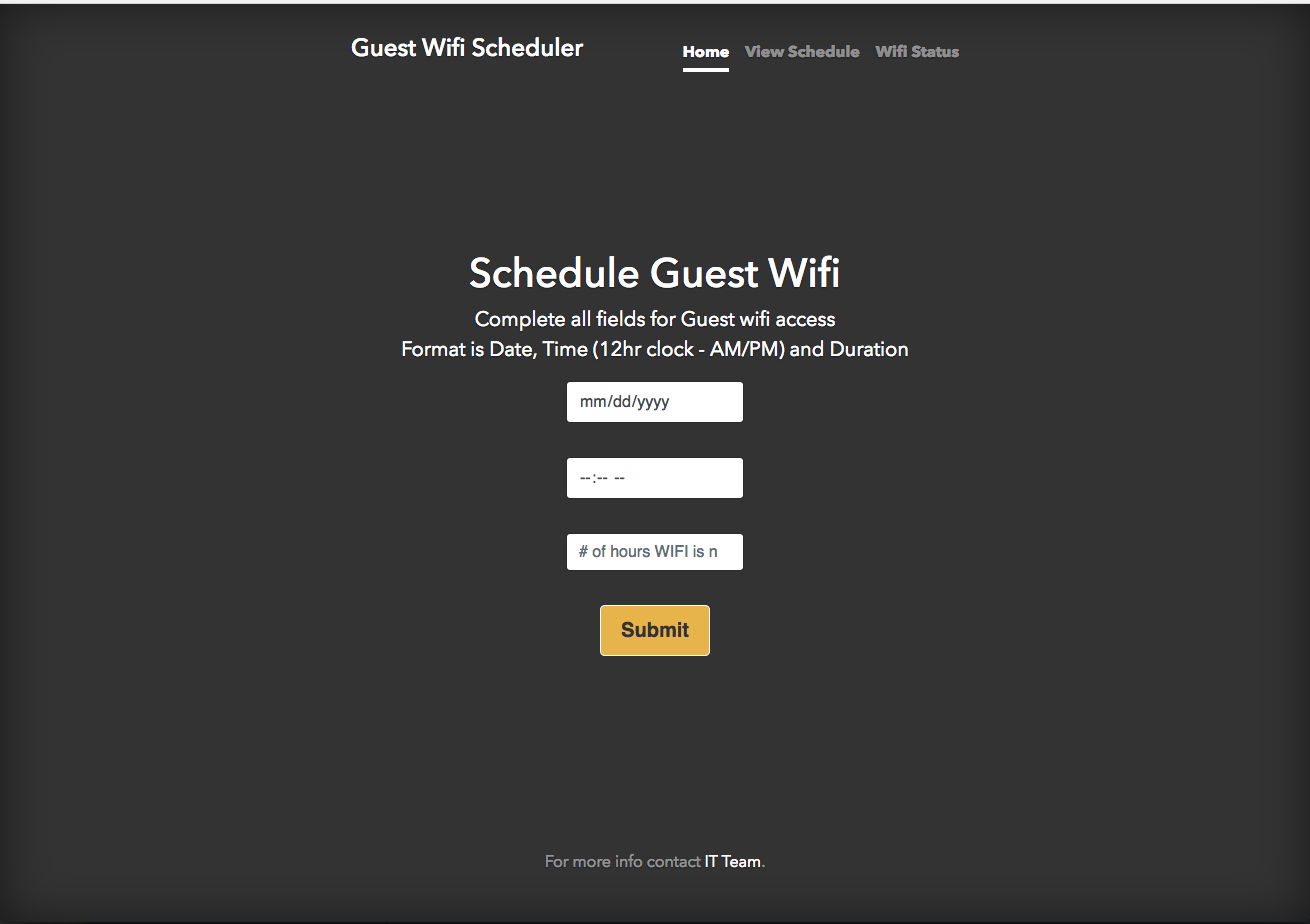 Guest Wifi Scheduler
Home View Schedule Wifi Status
Schedule Guest Wifi
Complete all fields for Guest wifi access
Format is Date, Time (12hr clock - AM/PM) and Duration
mm/dd/yyyy
--:-- --
# of hours WIFI is n
Submit
For more info contact IT Team.